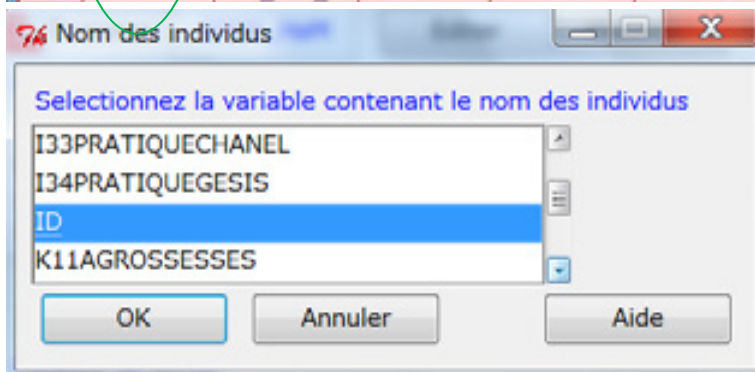 Nom des individus
Selectionnez la variable contenant le nom des individus
I33PRATIQUECHANEL
I34PRATIQUEGESIS
ID
K11AGROSSESSES
OK Annuler Aide